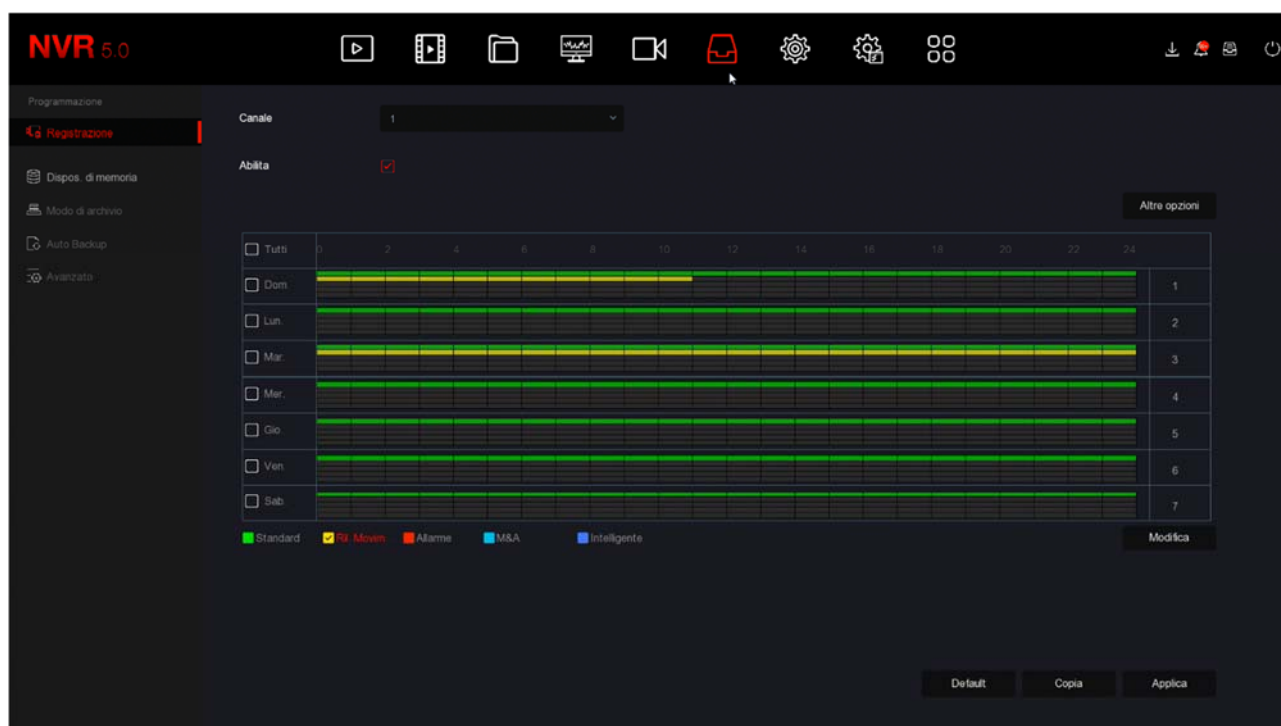 NVR 5.0
Programmazione
Registrazione
Dispos. di memoria
Modo di archivio
Auto Backup
Avanzato
Canale 1
Abilita
Altre opzioni
Tutti 0 2 4 6 8 10 12 14 16 18 20 22 24
Dom. 1
Lun. 2
Mar. 3
Mer. 4
Gio 5
Ven. 6
Sab. 7
Standard Ril. Movim Allarme M&A Intelligente
Modifica
Default Copia Applica